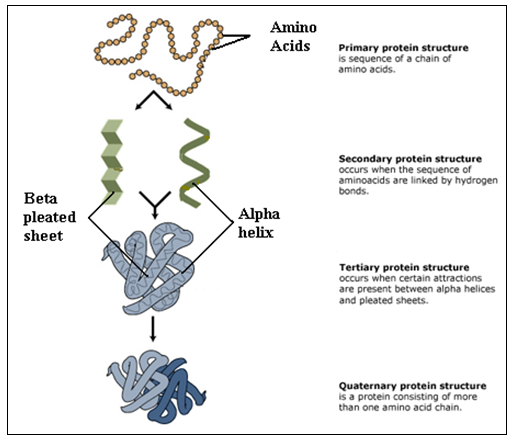 Amino
Acids
Primary protein structure
is sequence of a chain of
amino acids.
Secondary protein structure
occurs when the sequence of
aminoacids are linked by hydrogen
bonds.
Beta
pleated
sheet
Alpha
helix
Tertiary protein structure
occurs when certain attractions
are present between alpha helices
and pleated sheets.
Quaternary protein structure
is a protein consisting of more
than one amino acid chain.